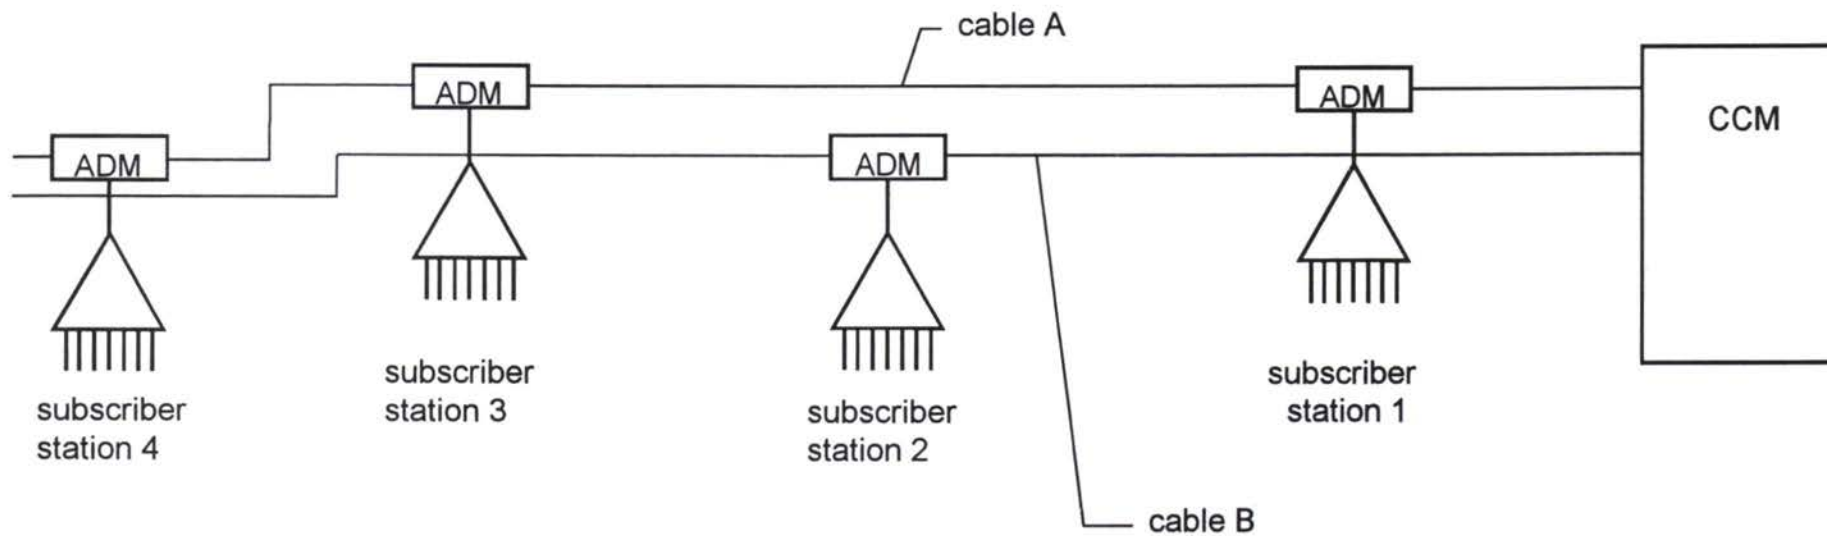 cable A
ADM
ADM
CCM
ADM
ADM
subscriber
station 3
subscriber
station 1
subscriber
station 4
subscriber
station 2
cable B